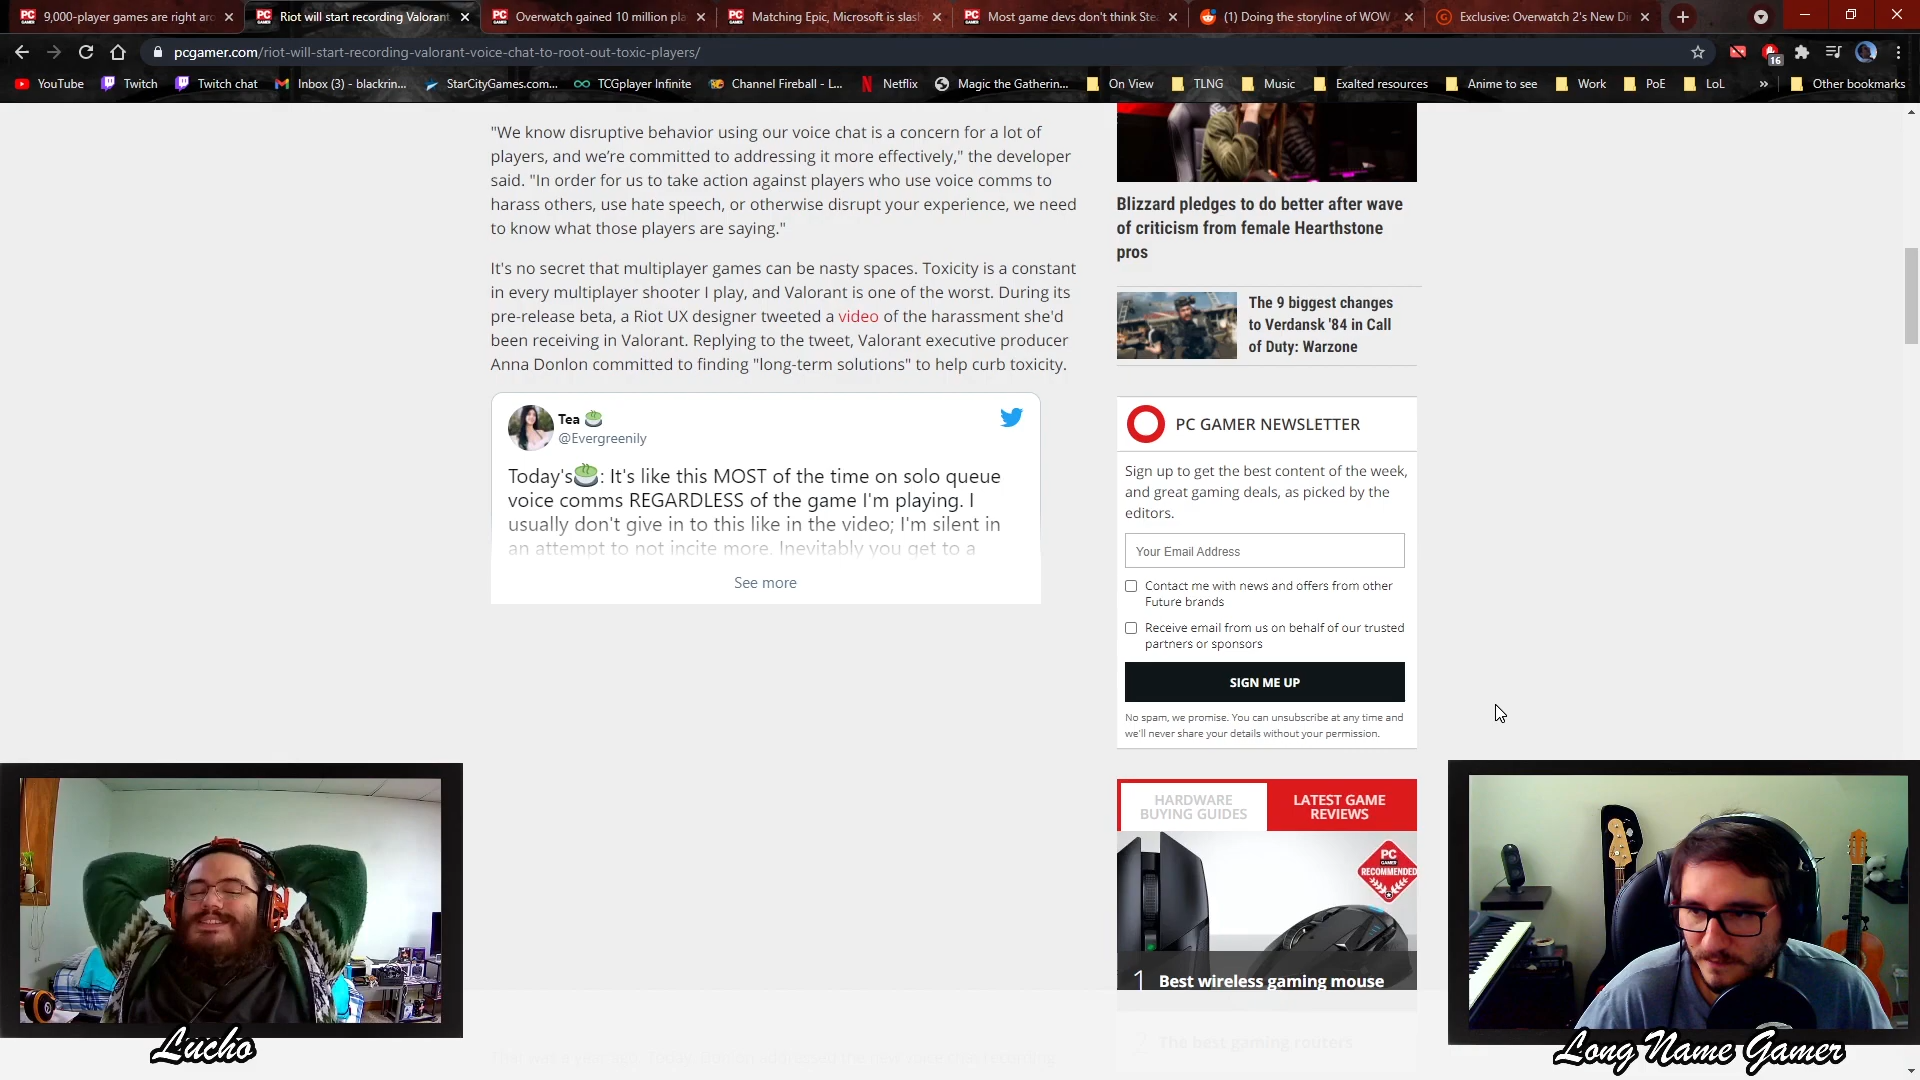 9,000-player games are right aro
Riot will start recording Valorant
Overwatch gained 10 million pla
Matching Epic, Microsoft is slash
Most game devs don't think Ste
(1) Doing the storyline of WOW
Exclusive: Overwatch 2's New Di
pcgamer.com/riot-will-start-recording-valorant-voice-chat-to-root-out-toxic-players/
16
YouTube
Twitch
Twitch chat
Inbox (3) - blackrin...
StarCityGames.com...
TCGplayer Infinite
Channel Fireball - L...
Netflix
Magic the Gatherin...
On View
TLNG
Music
Exalted resources
Anime to see
Work
PoE
LoL
»
Other bookmarks
"We know disruptive behavior using our voice chat is a concern for a lot of
players, and we’re committed to addressing it more effectively," the developer
said. "In order for us to take action against players who use voice comms to
harass others, use hate speech, or otherwise disrupt your experience, we need
to know what those players are saying."
It's no secret that multiplayer games can be nasty spaces. Toxicity is a constant
in every multiplayer shooter I play, and Valorant is one of the worst. During its
pre-release beta, a Riot UX designer tweeted a video of the harassment she'd
been receiving in Valorant. Replying to the tweet, Valorant executive producer
Anna Donlon committed to finding "long-term solutions" to help curb toxicity.
Tea 🍵
@Evergreenily
Today's🍵: It's like this MOST of the time on solo queue
voice comms REGARDLESS of the game I'm playing. I
usually don't give in to this like in the video; I'm silent in
an attempt to not incite more. Inevitably you get to a
See more
Blizzard pledges to do better after wave
of criticism from female Hearthstone
pros
The 9 biggest changes
to Verdansk '84 in Call
of Duty: Warzone
PC GAMER NEWSLETTER
Sign up to get the best content of the week,
and great gaming deals, as picked by the
editors.
Your Email Address
Contact me with news and offers from other
Future brands
Receive email from us on behalf of our trusted
partners or sponsors
SIGN ME UP
No spam, we promise. You can unsubscribe at any time and
we'll never share your details without your permission.
HARDWARE
BUYING GUIDES
LATEST GAME
REVIEWS
PC
GAMER
RECOMMENDED
1 Best wireless gaming mouse
2 The best gaming routers
Lucho
Long Name Gamer